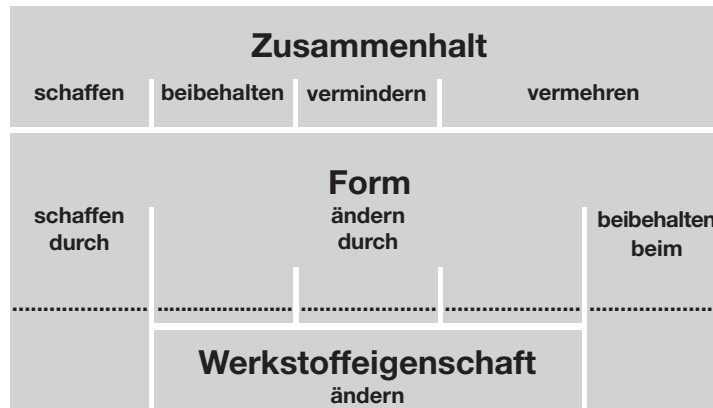 Zusammenhalt
schaffen beibehalten vermindern vermehren
Form
schaffen ändern beibehalten
durch durch beim
Werkstoffeigenschaft
ändern